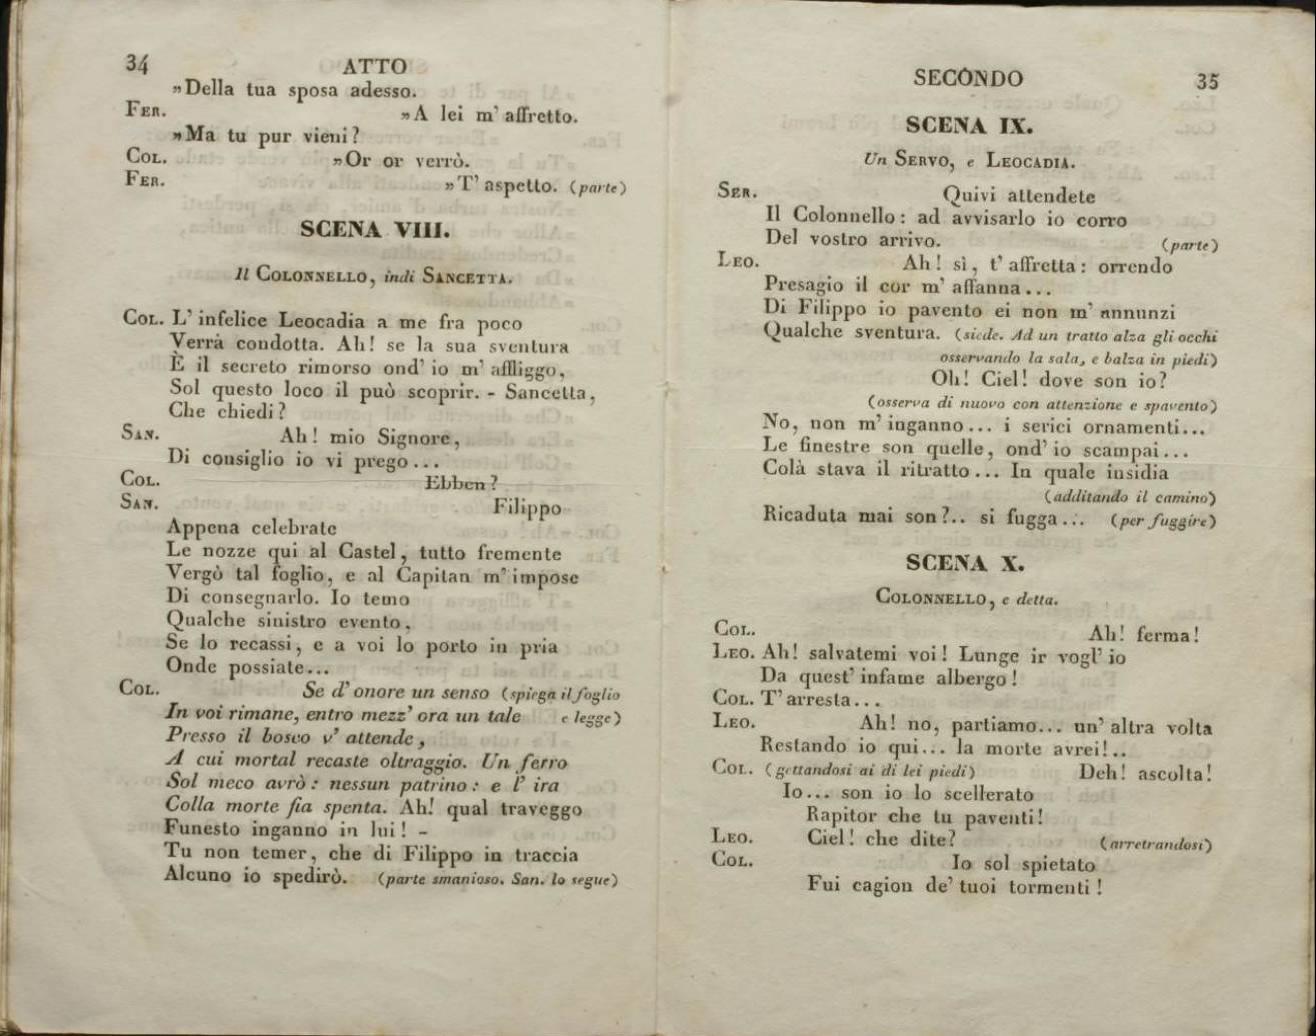 34 ATTO
„Della tua sposa adesso.
FER. „A lei m' affretto.
„Ma tu pur vieni?
COL. „Or or verrò.
FER. „T' aspetto. (parte)
SCENA VIII.
Il COLONNELLO, indi SANCETTA.
COL. L' infelice Leocadia a me fra poco
Verrà condotta. Ah! se la sua sventura
È il secreto rimorso ond' io m' affliggo,
Sol questo loco il può scoprir. - Sancetta,
Che chiedi?
SAN. Ah! mio Signore,
Di consiglio io vi prego...
COL. Ebben?
SAN. Filippo
Appena celebrate
Le nozze qui al Castel, tutto fremente
Vergò tal foglio, e al Capitan m' impose
Di consegnarlo. Io temo
Qualche sinistro evento,
Se lo recassi, e a voi lo porto in pria
Onde possiate...
COL. Se d' onore un senso (spiega il foglio
In voi rimane, entro mezz' ora un tale e legge)
Presso il bosco v' attende,
A cui mortal recaste oltraggio. Un ferro
Sol meco avrò: nessun patrino: e l' ira
Colla morte fia spenta. Ah! qual traveggo
Funesto inganno in lui! -
Tu non temer, che di Filippo in traccia
Alcuno io spedirò. (parte smanioso. San. lo segue)
SECONDO 35
SCENA IX.
Un SERVO, e LEOCADIA.
SER. Quivi attendete
Il Colonnello: ad avvisarlo io corro
Del vostro arrivo. (parte)
LEO. Ah! sì, t' affretta: orrendo
Presagio il cor m' affanna...
Di Filippo io pavento ei non m' annunzi
Qualche sventura. (siede. Ad un tratto alza gli occhi
osservando la sala, e balza in piedi)
Oh! Ciel! dove son io?
(osserva di nuovo con attenzione e spavento)
No, non m' inganno... i serici ornamenti...
Le finestre son quelle, ond' io scampai...
Colà stava il ritratto... In quale insidia
(additando il camino)
Ricaduta mai son?.. si fugga... (per fuggire)
SCENA X.
COLONNELLO, e detta.
COL. Ah! ferma!
LEO. Ah! salvatemi voi! Lunge ir vogl' io
Da quest' infame albergo!
COL. T' arresta...
LEO. Ah! no, partiamo... un' altra volta
Restando io qui... la morte avrei!..
COL. (gettandosi ai di lei piedi) Deh! ascolta!
Io... son io lo scellerato
Rapitor che tu paventi!
LEO. Ciel! che dite? (arretrandosi)
COL. Io sol spietato
Fui cagion de' tuoi tormenti!